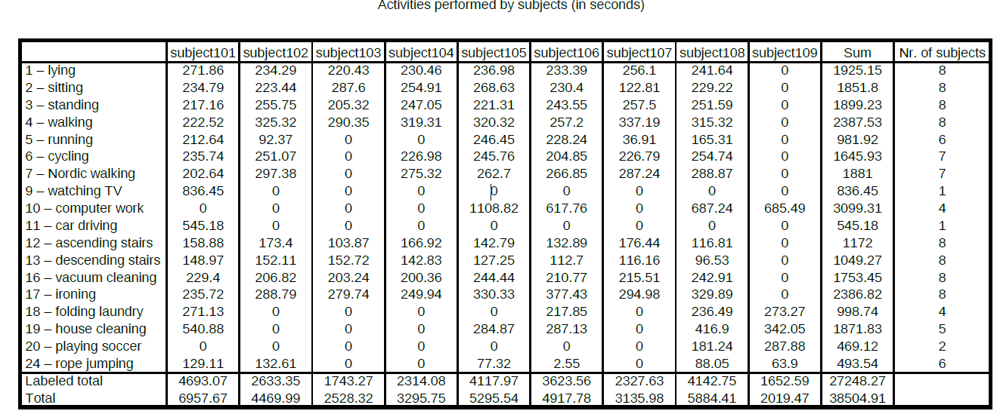 Activities performed by subjects (in seconds)
subject101 subject102 subject103 subject104 subject105 subject106 subject107 subject108 subject109 Sum Nr. of subjects
1 – lying 271.86 234.29 220.43 230.46 236.98 233.39 256.1 241.64 0 1925.15 8
2 – sitting 234.79 223.44 287.6 254.91 268.63 230.4 122.81 229.22 0 1851.8 8
3 – standing 217.16 255.75 205.32 247.05 221.31 243.55 257.5 251.59 0 1899.23 8
4 – walking 222.52 325.32 290.35 319.31 320.32 257.2 337.19 315.32 0 2387.53 8
5 – running 212.64 92.37 0 0 246.45 228.24 36.91 165.31 0 981.92 6
6 – cycling 235.74 251.07 0 226.98 245.76 204.85 226.79 254.74 0 1645.93 7
7 – Nordic walking 202.64 297.38 0 275.32 262.7 266.85 287.24 288.87 0 1881 7
9 – watching TV 836.45 0 0 0 0 0 0 0 0 836.45 1
10 – computer work 0 0 0 0 1108.82 617.76 0 687.24 685.49 3099.31 4
11 – car driving 545.18 0 0 0 0 0 0 0 0 545.18 1
12 – ascending stairs 158.88 173.4 103.87 166.92 142.79 132.89 176.44 116.81 0 1172 8
13 – descending stairs 148.97 152.11 152.72 142.83 127.25 112.7 116.16 96.53 0 1049.27 8
16 – vacuum cleaning 229.4 206.82 203.24 200.36 244.44 210.77 215.51 242.91 0 1753.45 8
17 – ironing 235.72 288.79 279.74 249.94 330.33 377.43 294.98 329.89 0 2386.82 8
18 – folding laundry 271.13 0 0 0 0 217.85 0 236.49 273.27 998.74 4
19 – house cleaning 540.88 0 0 0 284.87 287.13 0 416.9 342.05 1871.83 5
20 – playing soccer 0 0 0 0 0 0 0 181.24 287.88 469.12 2
24 – rope jumping 129.11 132.61 0 0 77.32 2.55 0 88.05 63.9 493.54 6
Labeled total 4693.07 2633.35 1743.27 2314.08 4117.97 3623.56 2327.63 4142.75 1652.59 27248.27
Total 6957.67 4469.99 2528.32 3295.75 5295.54 4917.78 3135.98 5884.41 2019.47 38504.91